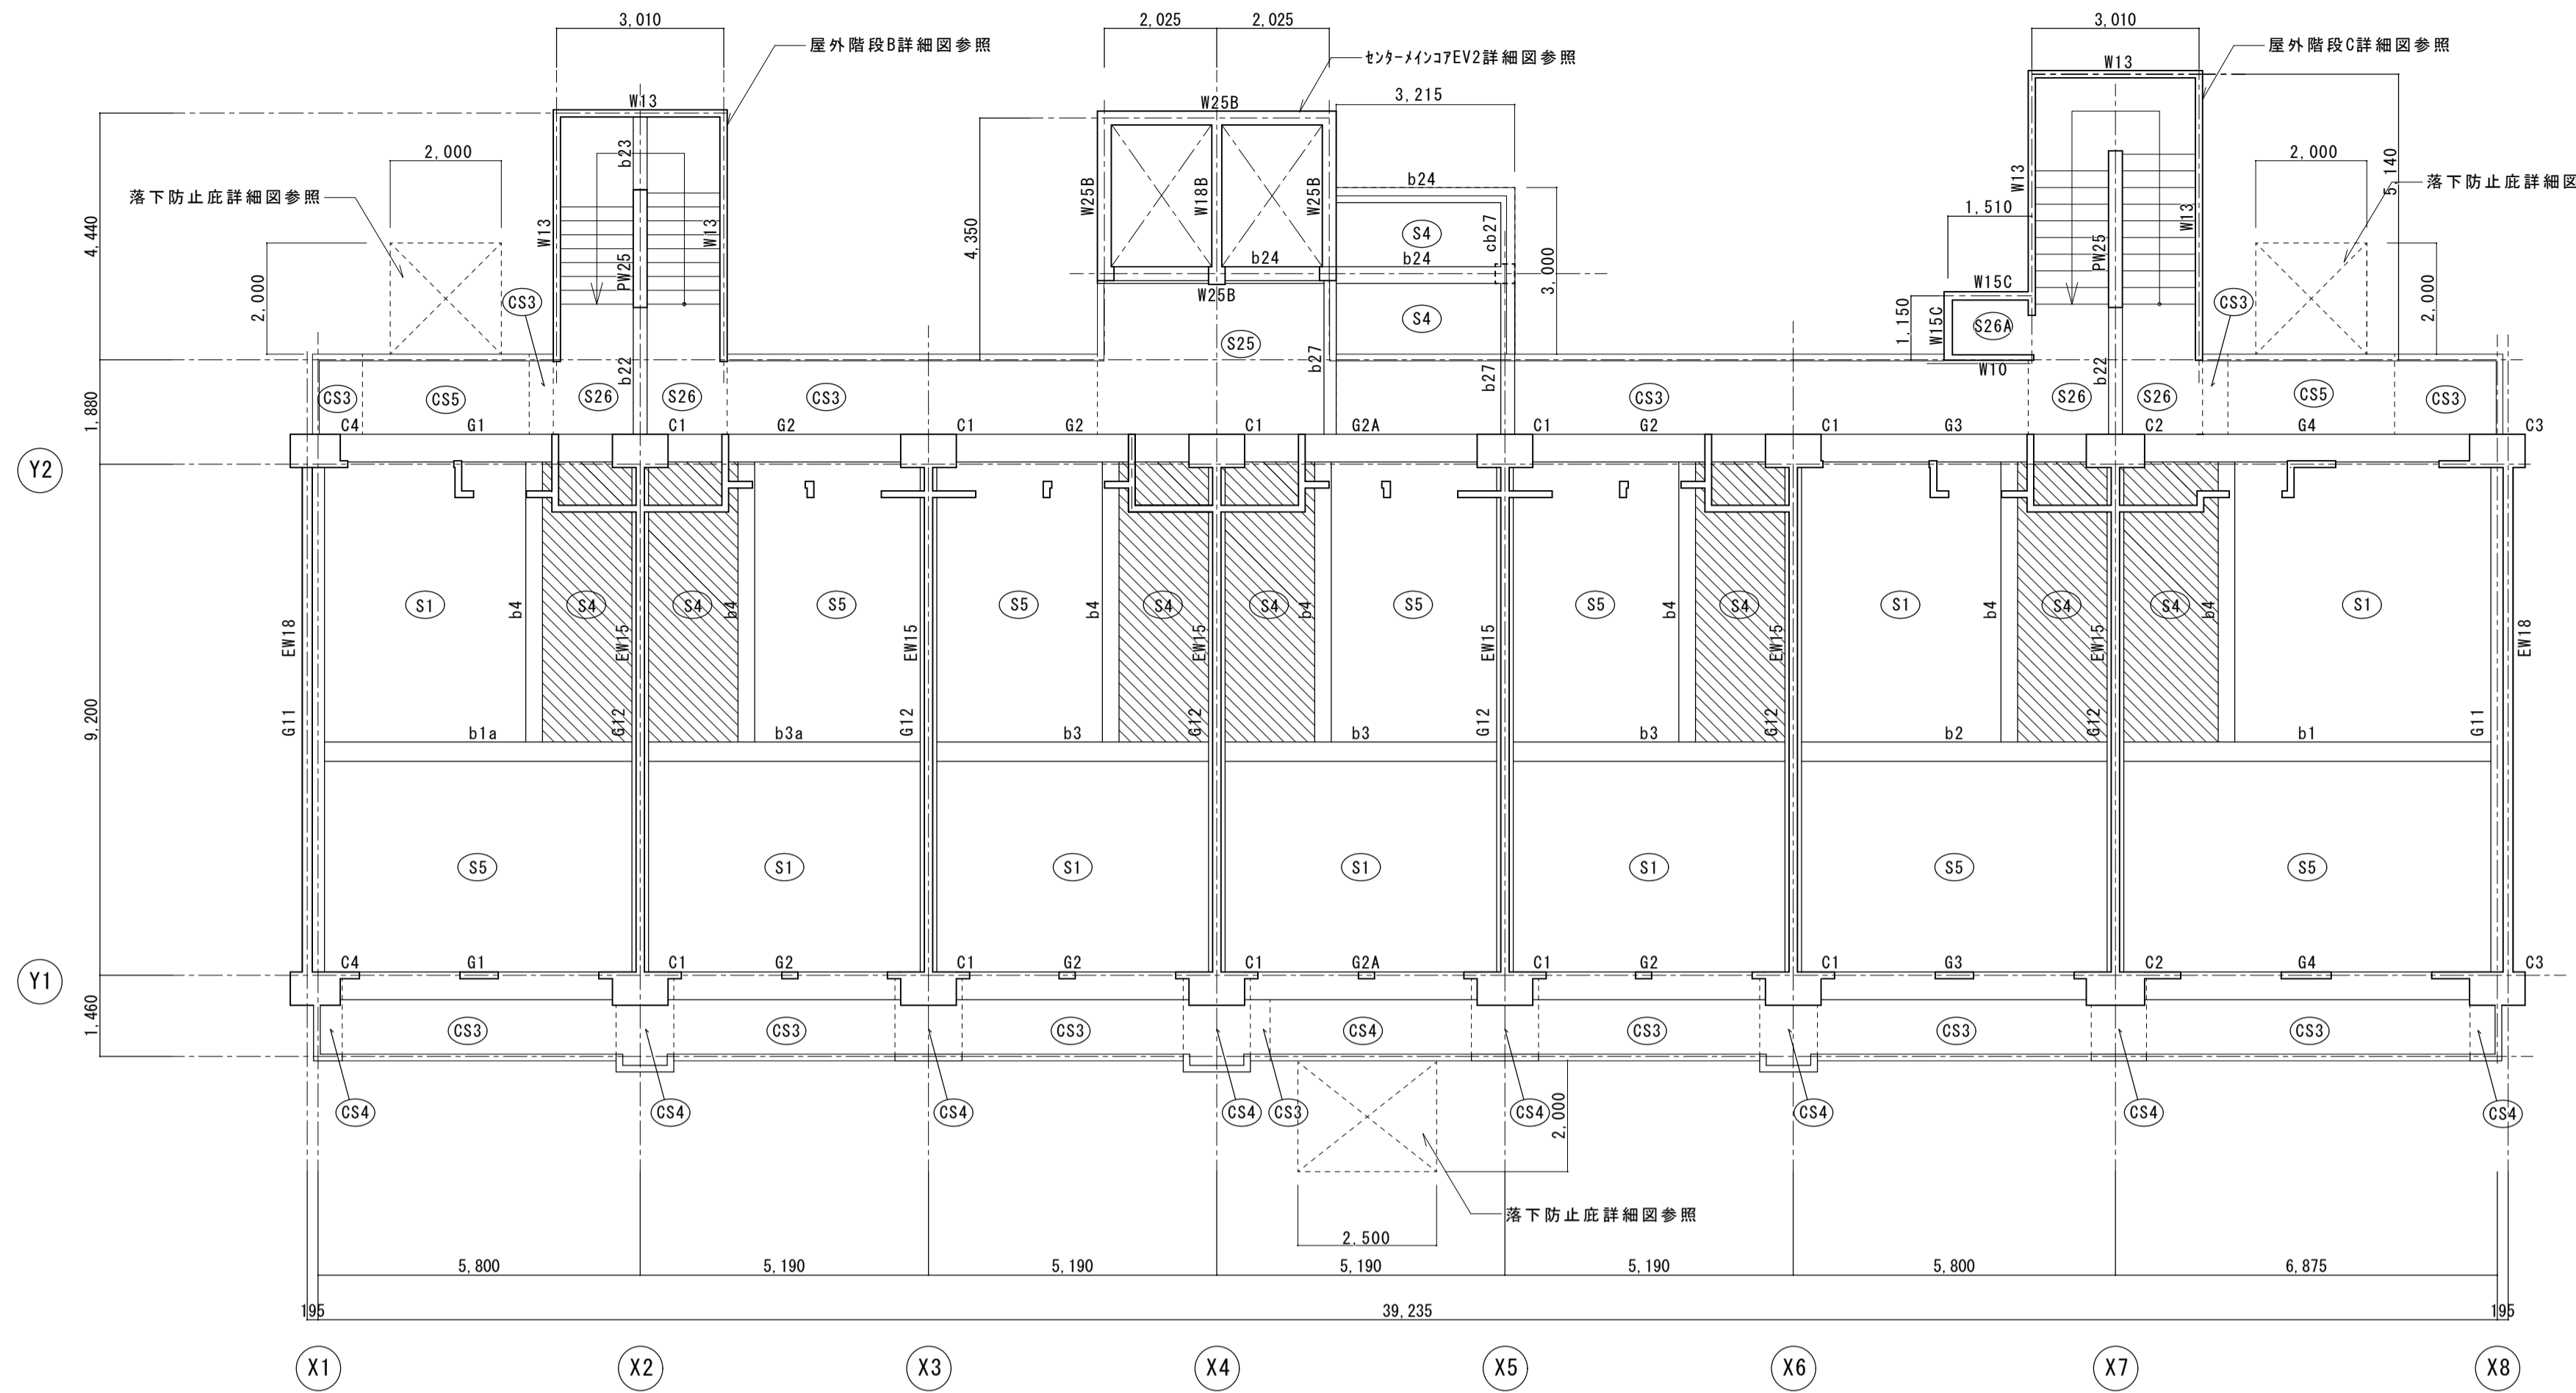 3,010
2,025
2,025
3,010
屋外階段B詳細図参照
センターメインコアEV2詳細図参照
屋外階段C詳細図参照
W13
W25B
3,215
W13
2,000
b23
2,000
5,140
落下防止庇詳細図参照
W25B
W18B
W25B
b24
W13
落下防止庇詳細図
4,440
W13
W13
4,350
S4
cb27
1,510
W13
2,000
PW25
b24
b24
3,000
PW25
2,000
CS3
W25B
W15C
CS3
S4
1,150
W15C
S26A
S25
b27
W10
1,880
CS3
CS5
S26
b22
S26
CS3
b27
CS3
S26
b22
S26
CS5
CS3
C4
G1
C1
G2
C1
G2
C1
G2A
C1
G2
C1
G3
C2
G4
C3
Y2
EW18
S1
b4
S4
EW15
S4
b4
S5
EW15
S5
b4
S4
EW15
S4
b4
S5
EW15
S5
b4
S4
EW15
S1
b4
S4
EW15
S4
b4
S1
EW18
9,200
G11
b1a
G12
b3a
G12
b3
G12
b3
G12
b3
G12
b2
G12
b1
G11
S5
S1
S1
S1
S1
S5
S5
C4
G1
C1
G2
C1
G2
C1
G2A
C1
G2
C1
G3
C2
G4
C3
Y1
1,460
CS3
CS3
CS3
CS4
CS3
CS3
CS3
CS4
CS4
CS4
CS4
CS3
CS4
CS4
CS4
CS4
2,000
落下防止庇詳細図参照
2,500
5,800
5,190
5,190
5,190
5,190
5,800
6,875
195
39,235
195
X1
X2
X3
X4
X5
X6
X7
X8